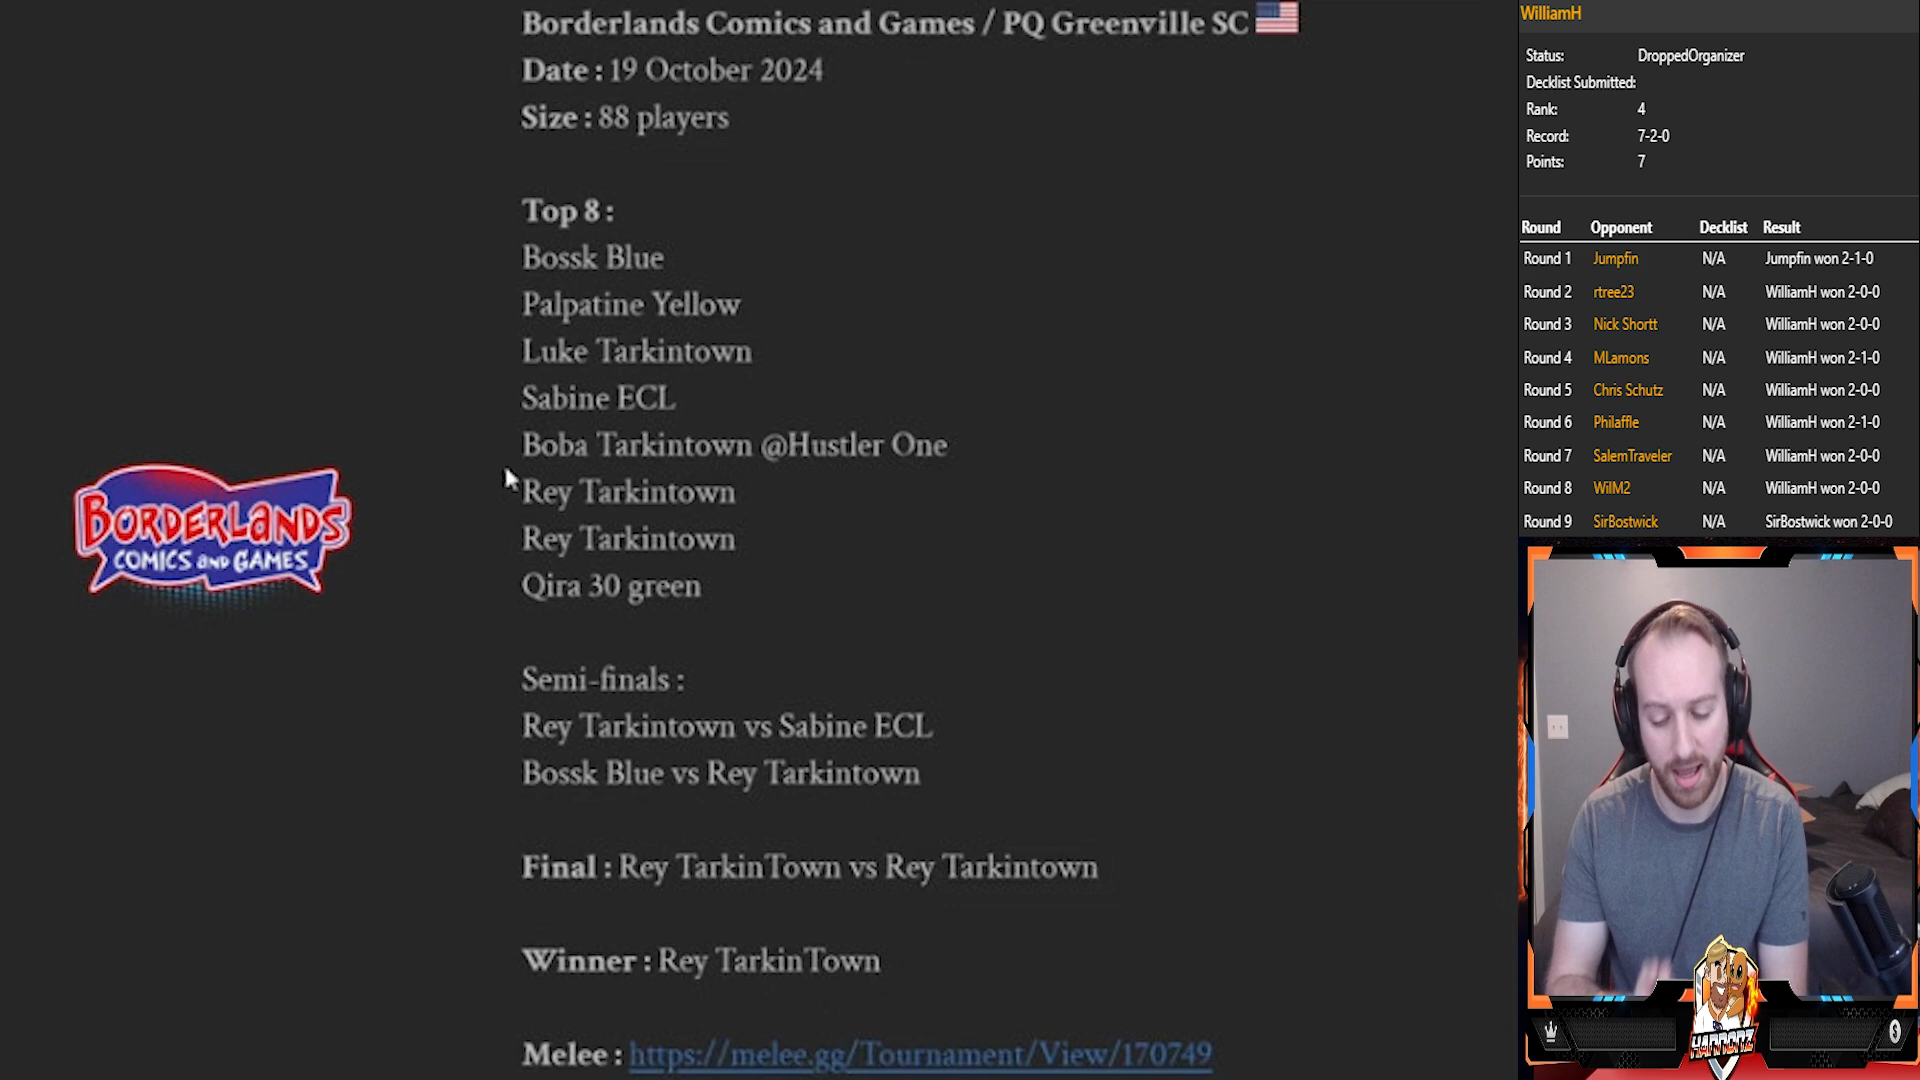 Borderlands Comics and Games / PQ Greenville SC
Date : 19 October 2024
Size : 88 players
Top 8 :
Bossk Blue
Palpatine Yellow
Luke Tarkintown
Sabine ECL
Boba Tarkintown @Hustler One
Rey Tarkintown
Rey Tarkintown
Qira 30 green
Semi-finals :
Rey Tarkintown vs Sabine ECL
Bossk Blue vs Rey Tarkintown
Final : Rey TarkinTown vs Rey Tarkintown
Winner : Rey TarkinTown
Melee : https://melee.gg/Tournament/View/170749
BORDERLANDS
COMICS AND GAMES
WilliamH
Status: DroppedOrganizer
Decklist Submitted:
Rank: 4
Record: 7-2-0
Points: 7
Round Opponent Decklist Result
Round 1 Jumpfin N/A Jumpfin won 2-1-0
Round 2 rtree23 N/A WilliamH won 2-0-0
Round 3 Nick Shortt N/A WilliamH won 2-0-0
Round 4 MLamons N/A WilliamH won 2-1-0
Round 5 Chris Schutz N/A WilliamH won 2-0-0
Round 6 Philaffle N/A WilliamH won 2-1-0
Round 7 SalemTraveler N/A WilliamH won 2-0-0
Round 8 WilM2 N/A WilliamH won 2-0-0
Round 9 SirBostwick N/A SirBostwick won 2-0-0